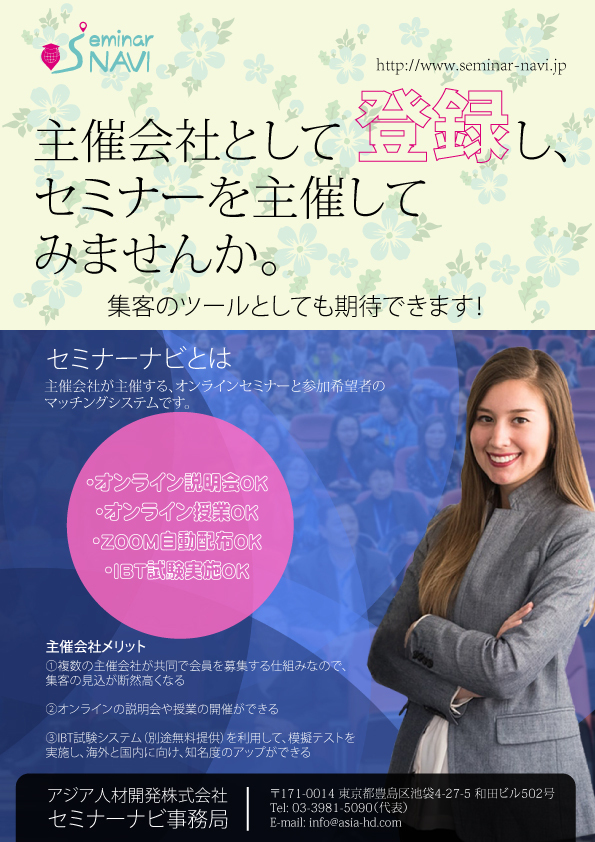 Seminar
NAVI
http://www.seminar-navi.jp
主催会社として 登録し、
セミナーを主催して
みませんか。
集客のツールとしても期待できます!
セミナーナビとは
主催会社が主催する、オンラインセミナーと参加希望者の
マッチングシステムです。
・オンライン説明会OK
・オンライン授業OK
・ZOOM自動配布OK
・IBT試験実施OK
主催会社メリット
①複数の主催会社が共同で会員を募集する仕組みなので、
集客の見込が断然高くなる
②オンラインの説明会や授業の開催ができる
③IBT試験システム（別途無料提供）を利用して、模擬テストを
実施し、海外と国内に向け、知名度のアップができる
アジア人材開発株式会社
セミナーナビ事務局
〒171-0014 東京都豊島区池袋4-27-5 和田ビル502号
Tel: 03-3981-5090（代表）
E-mail: info@asia-hd.com